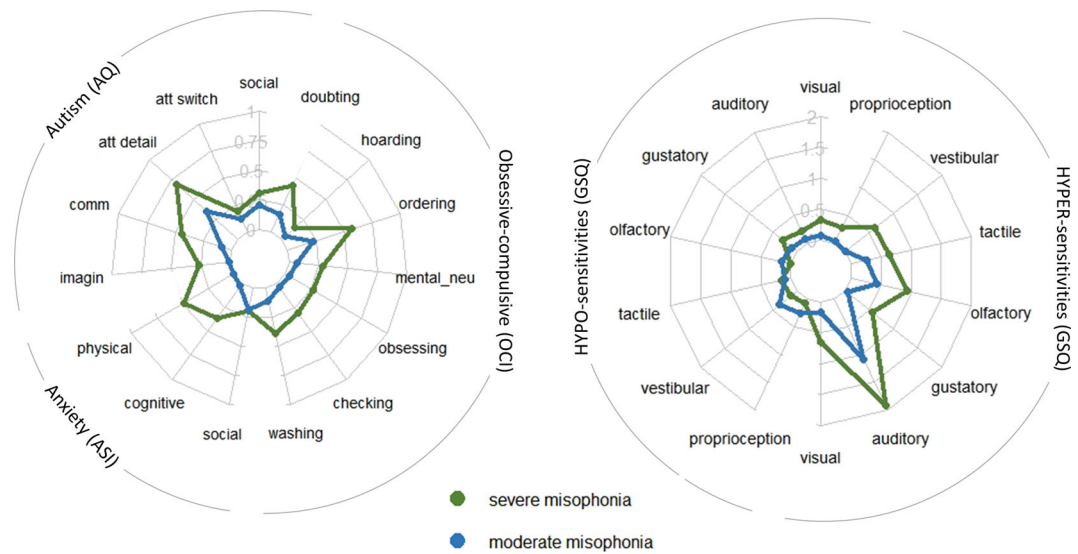 social
doubting
att switch
hoarding
att detail
ordering
comm
mental_neu
imagin
obsessing
physical
checking
cognitive
washing
social
1
0.75
0.5
0
Autism (AQ)
Obsessive-compulsive (OCI)
Anxiety (ASI)
visual
proprioception
auditory
vestibular
gustatory
tactile
olfactory
olfactory
tactile
gustatory
vestibular
auditory
proprioception
visual
2
1.5
1
0.5
HYPO-sensitivities (GSQ)
HYPER-sensitivities (GSQ)
severe misophonia
moderate misophonia